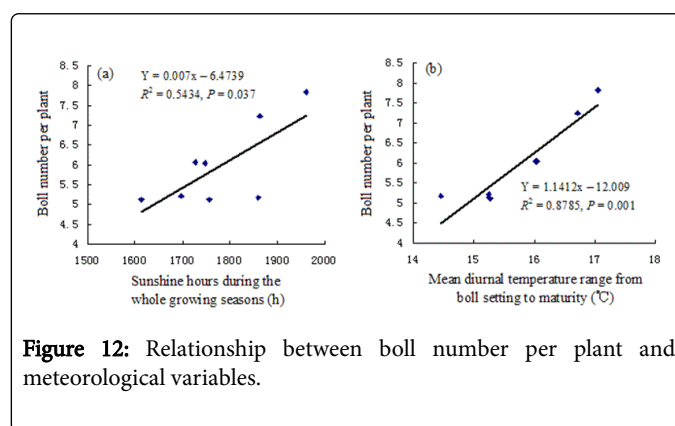 8.5
8
7.5
7
6.5
6
5.5
5
4.5
4
Boll number per plant
(a)
Y = 0.007x − 6.4739
R² = 0.5434, P = 0.037
1500 1600 1700 1800 1900 2000
Sunshine hours during the
whole growing seasons (h)
8.5
8
7.5
7
6.5
6
5.5
5
4.5
4
Boll number per plant
(b)
Y = 1.1412x − 12.009
R² = 0.8785, P = 0.001
14 15 16 17 18
Mean diurnal temperature range from
boll setting to maturity (℃)
Figure 12: Relationship between boll number per plant and
meteorological variables.